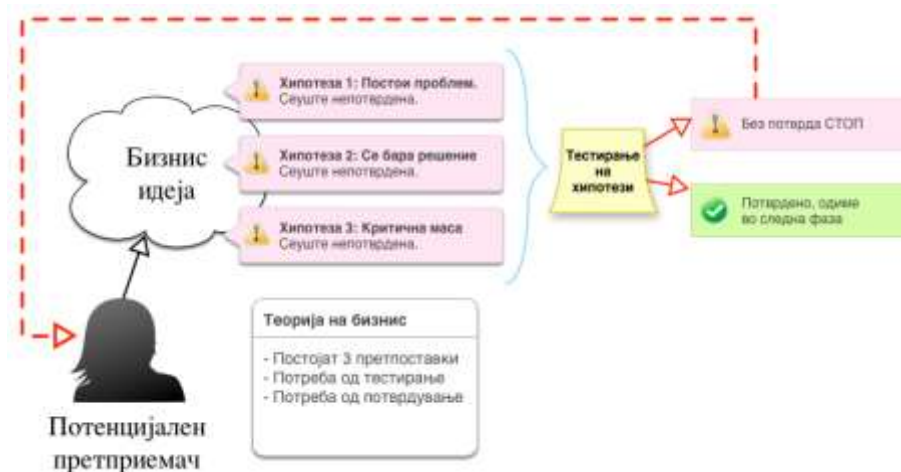 Бизнис
идеја
Хипотеза 1: Постои проблем.
Сеуште непотврдена.
Хипотеза 2: Се бара решение
Сеуште непотврдена.
Хипотеза 3: Критична маса
Сеуште непотврдена.
Тестирање
на
хипотези
Без потврда СТОП
Потврдено, одиме
во следна фаза
Теорија на бизнис
- Постојат 3 претпоставки
- Потреба од тестирање
- Потреба од потврдување
Потенцијален
претприемач